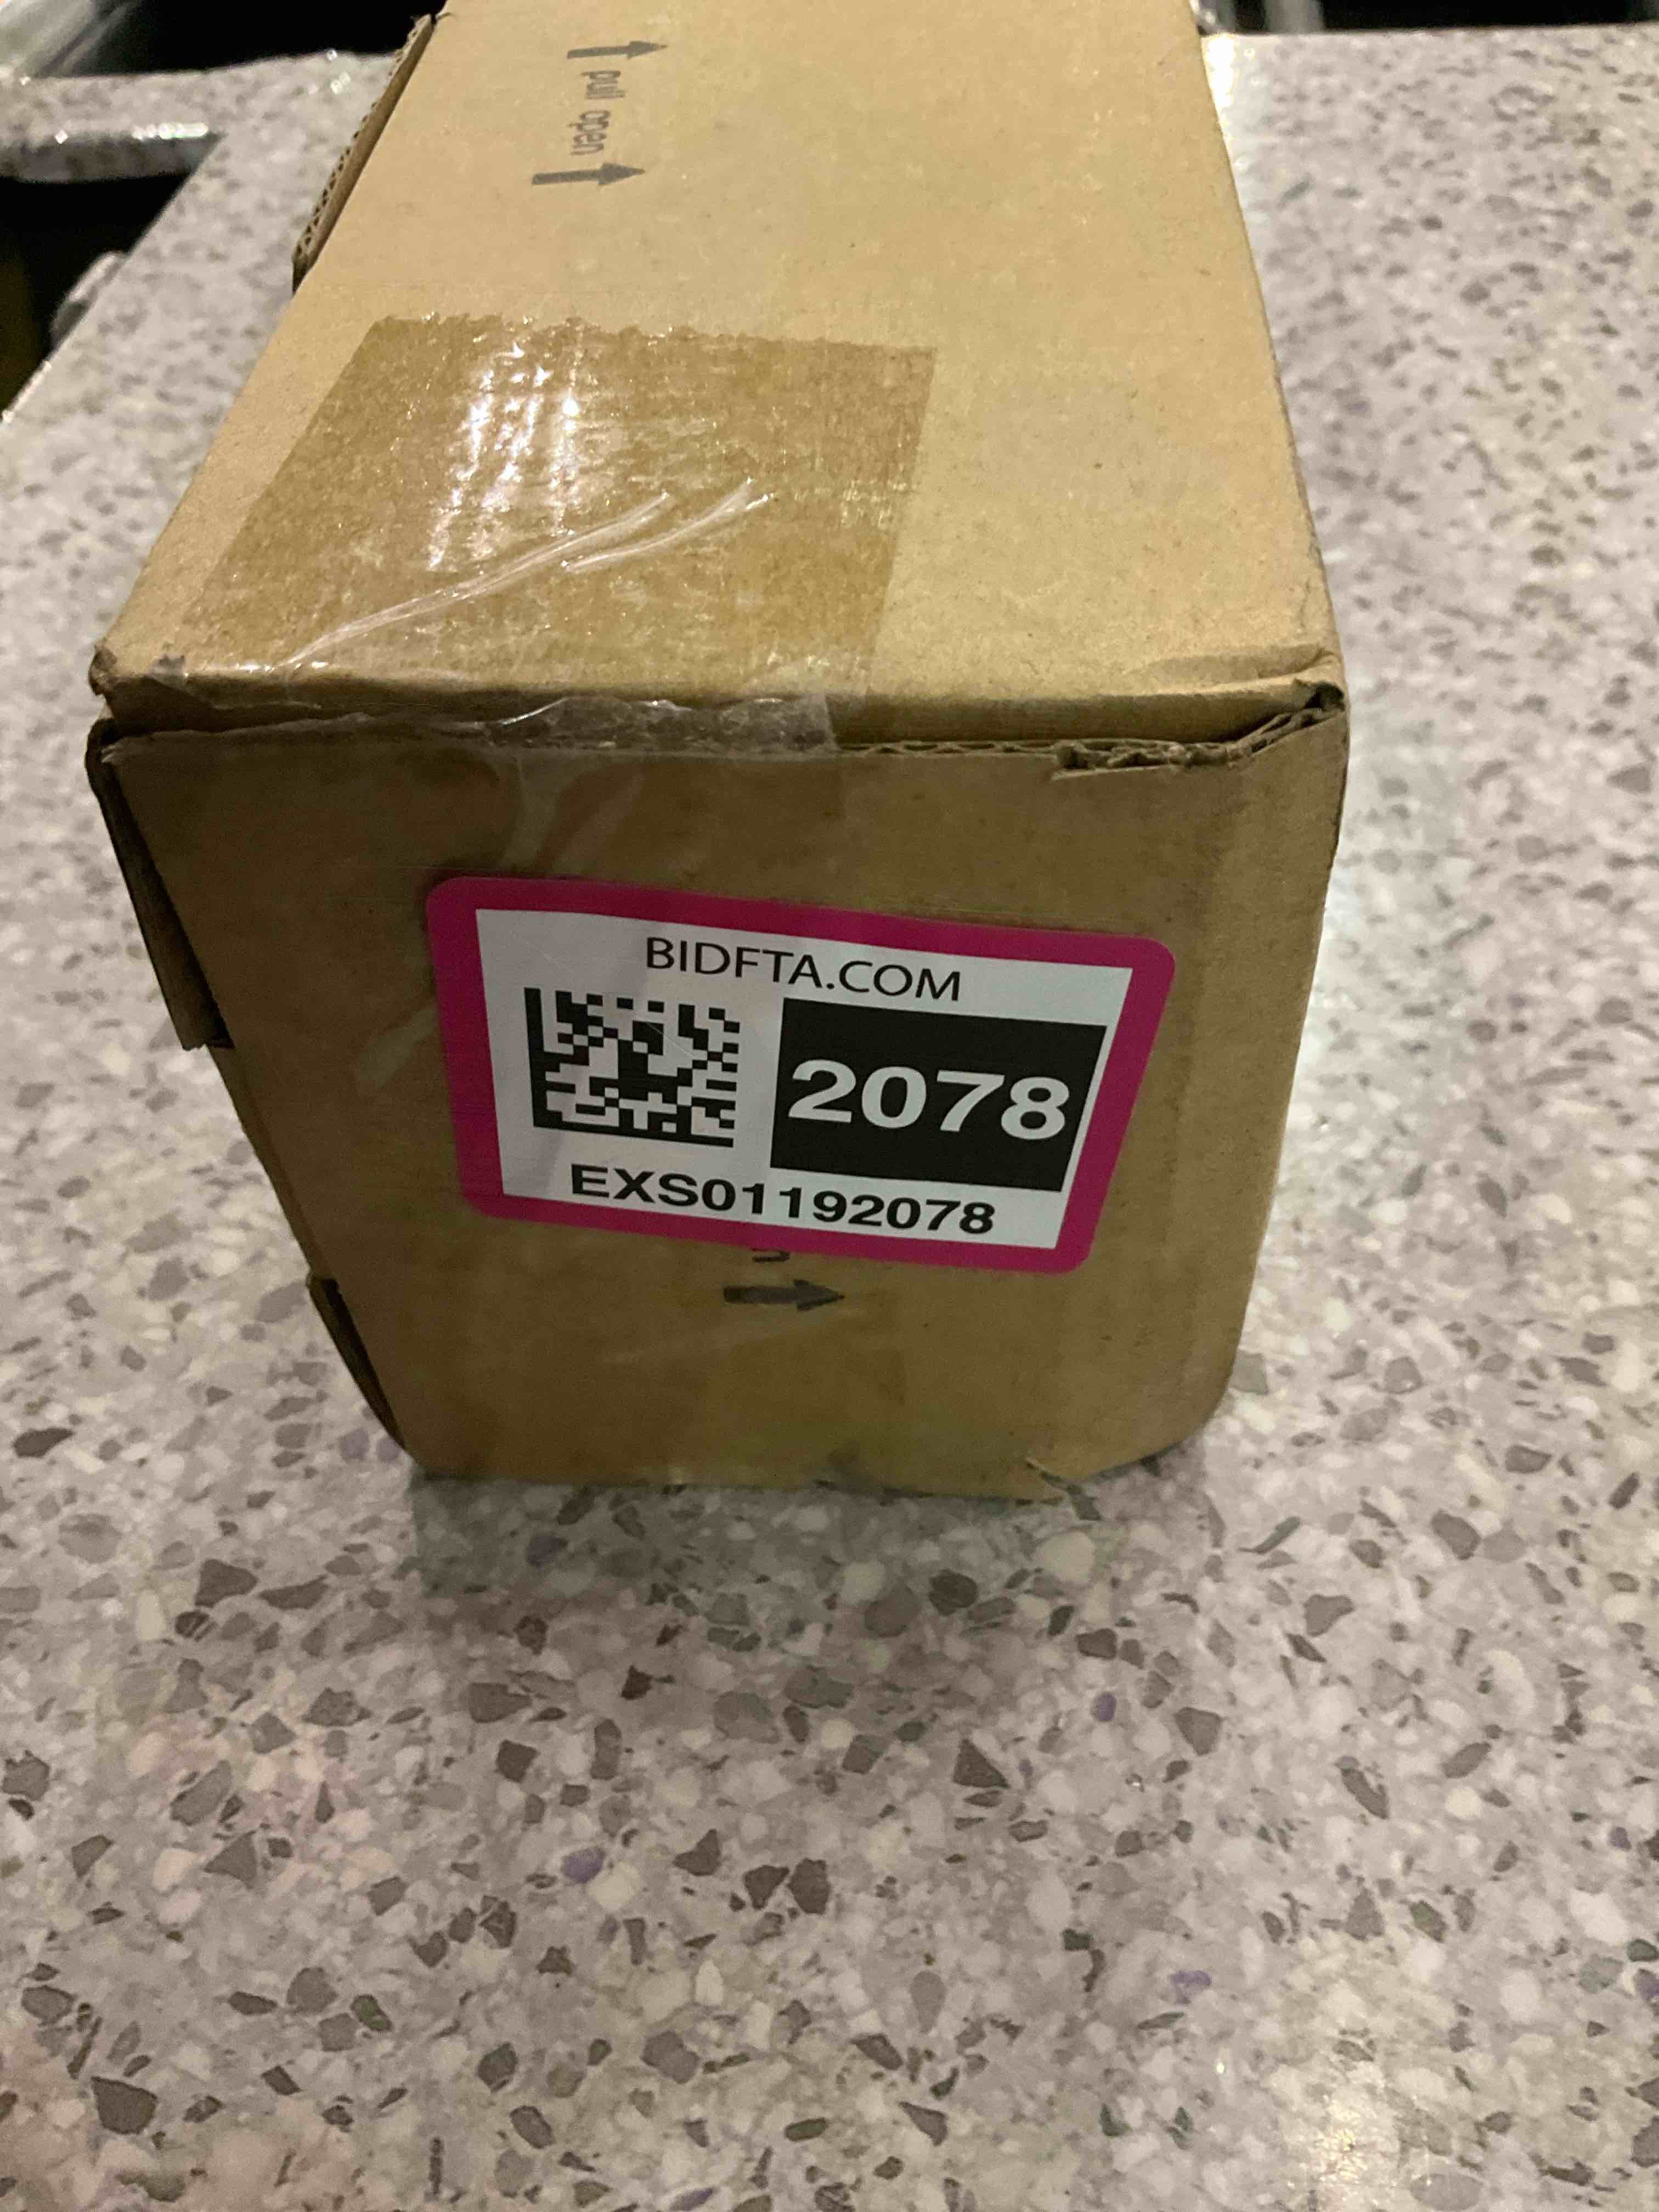 pull open
BIDFTA.COM
2078
EXS01192078